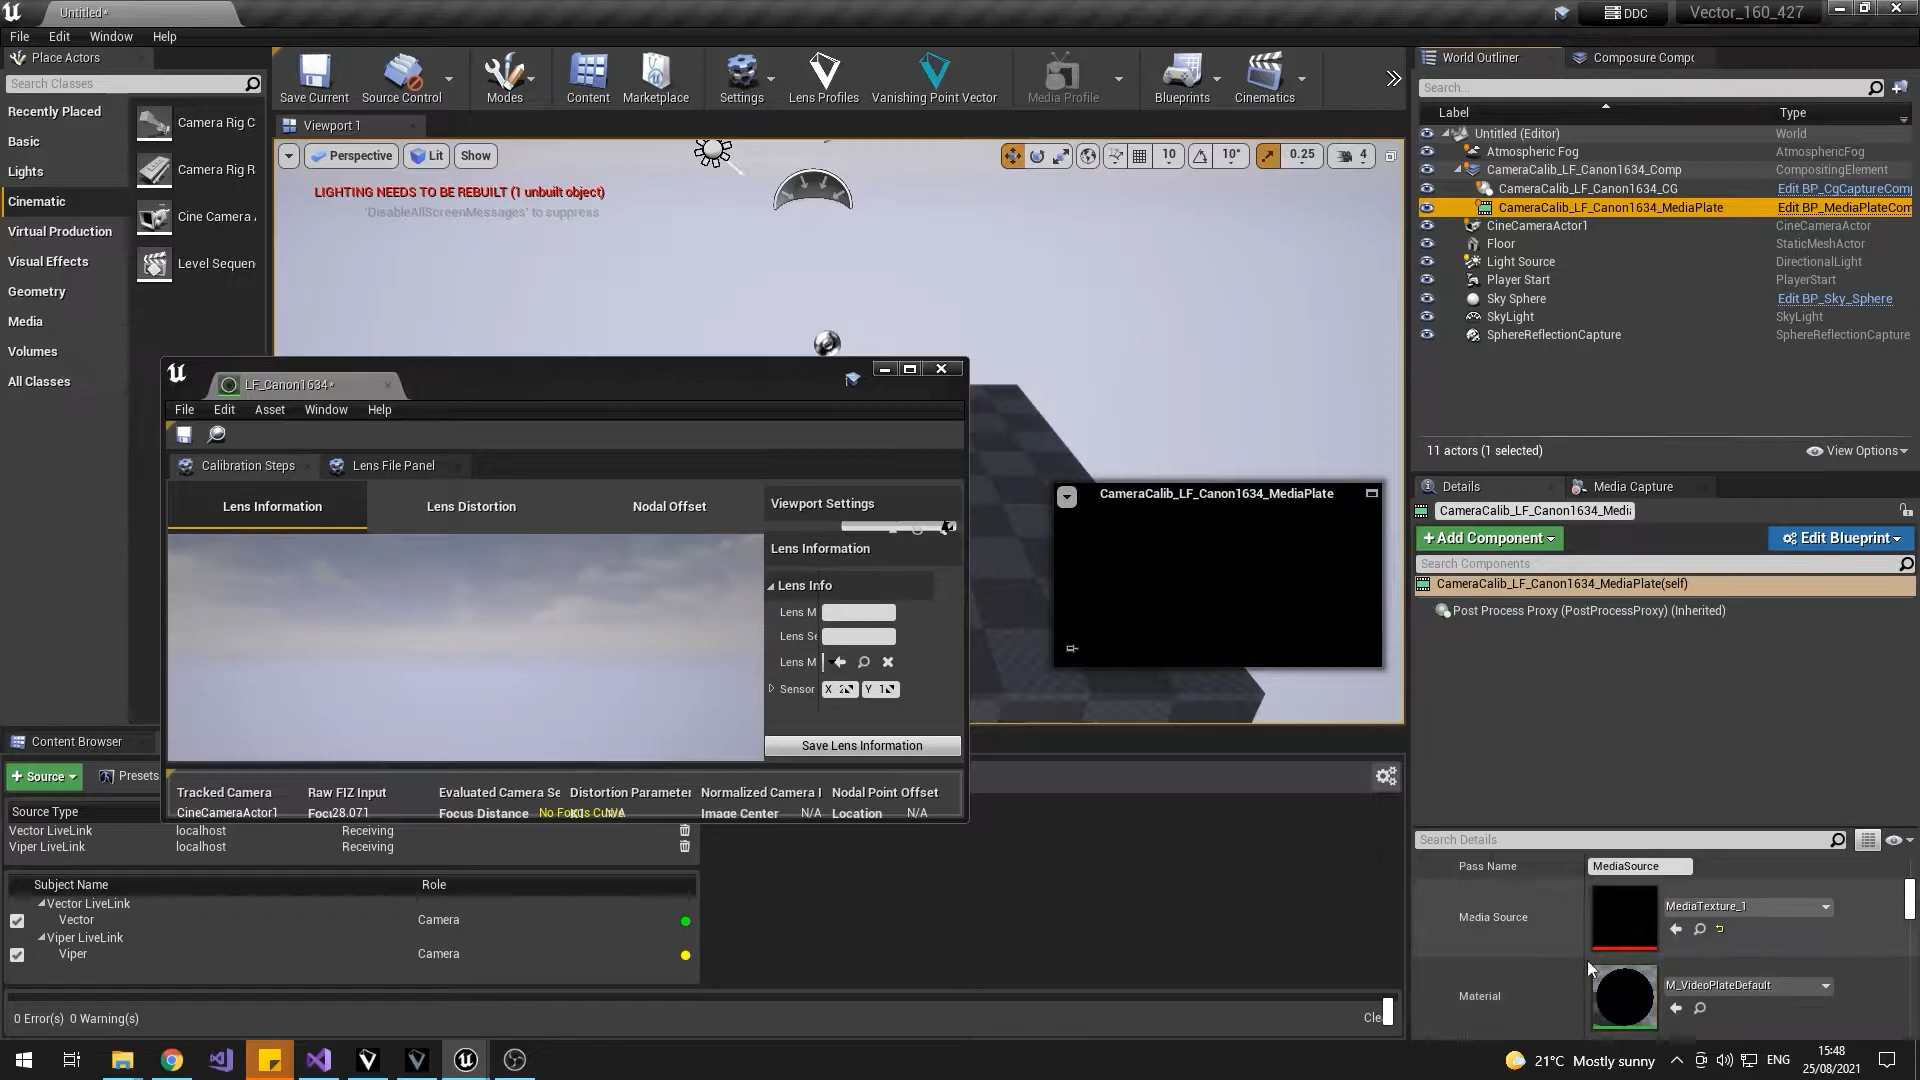 Untitled*
DDC
Vector_160_427
File Edit Window Help
Place Actors
Search Classes
Recently Placed
Basic
Lights
Cinematic
Virtual Production
Visual Effects
Geometry
Media
Volumes
All Classes
Camera Rig C
Camera Rig R
Cine Camera
Level Sequen
Save Current
Source Control
Modes
Content
Marketplace
Settings
Lens Profiles
Vanishing Point Vector
Media Profile
Blueprints
Cinematics
Viewport 1
Perspective
Lit
Show
10
10°
0.25
4
LIGHTING NEEDS TO BE REBUILT (1 unbuilt object)
'DisableAllScreenMessages' to suppress
World Outliner
Composure Compo
Search...
Label Type
Untitled (Editor) World
Atmospheric Fog AtmosphericFog
CameraCalib_LF_Canon1634_Comp CompositingElement
CameraCalib_LF_Canon1634_CG Edit BP_CgCaptureComp
CameraCalib_LF_Canon1634_MediaPlate Edit BP_MediaPlateCom
CineCameraActor1 CineCameraActor
Floor StaticMeshActor
Light Source DirectionalLight
Player Start PlayerStart
Sky Sphere Edit BP_Sky_Sphere
SkyLight SkyLight
SphereReflectionCapture SphereReflectionCapture
11 actors (1 selected)
View Options
LF_Canon1634*
File Edit Asset Window Help
Calibration Steps
Lens File Panel
Lens Information
Lens Distortion
Nodal Offset
Viewport Settings
Lens Information
Lens Info
Lens M
Lens Se
Lens M
Sensor X 2 Y 1
Save Lens Information
Tracked Camera Raw FIZ Input Evaluated Camera Se Distortion Parameter Normalized Camera I Nodal Point Offset
CineCameraActor1 Focu28.071 Focus Distance No Focus Curve K1 N/A Image Center N/A Location N/A
CameraCalib_LF_Canon1634_MediaPlate
Details
Media Capture
CameraCalib_LF_Canon1634_Media
+Add Component
Edit Blueprint
Search Components
CameraCalib_LF_Canon1634_MediaPlate(self)
Post Process Proxy (PostProcessProxy) (Inherited)
Search Details
Pass Name MediaSource
Media Source MediaTexture_1
Material M_VideoPlateDefault
Content Browser
+ Source
Presets
Source Type
Vector LiveLink localhost Receiving
Viper LiveLink localhost Receiving
Subject Name Role
Vector LiveLink
Vector Camera
Viper LiveLink
Viper Camera
0 Error(s) 0 Warning(s)
Cle
21°C Mostly sunny
ENG
15:48
25/08/2021